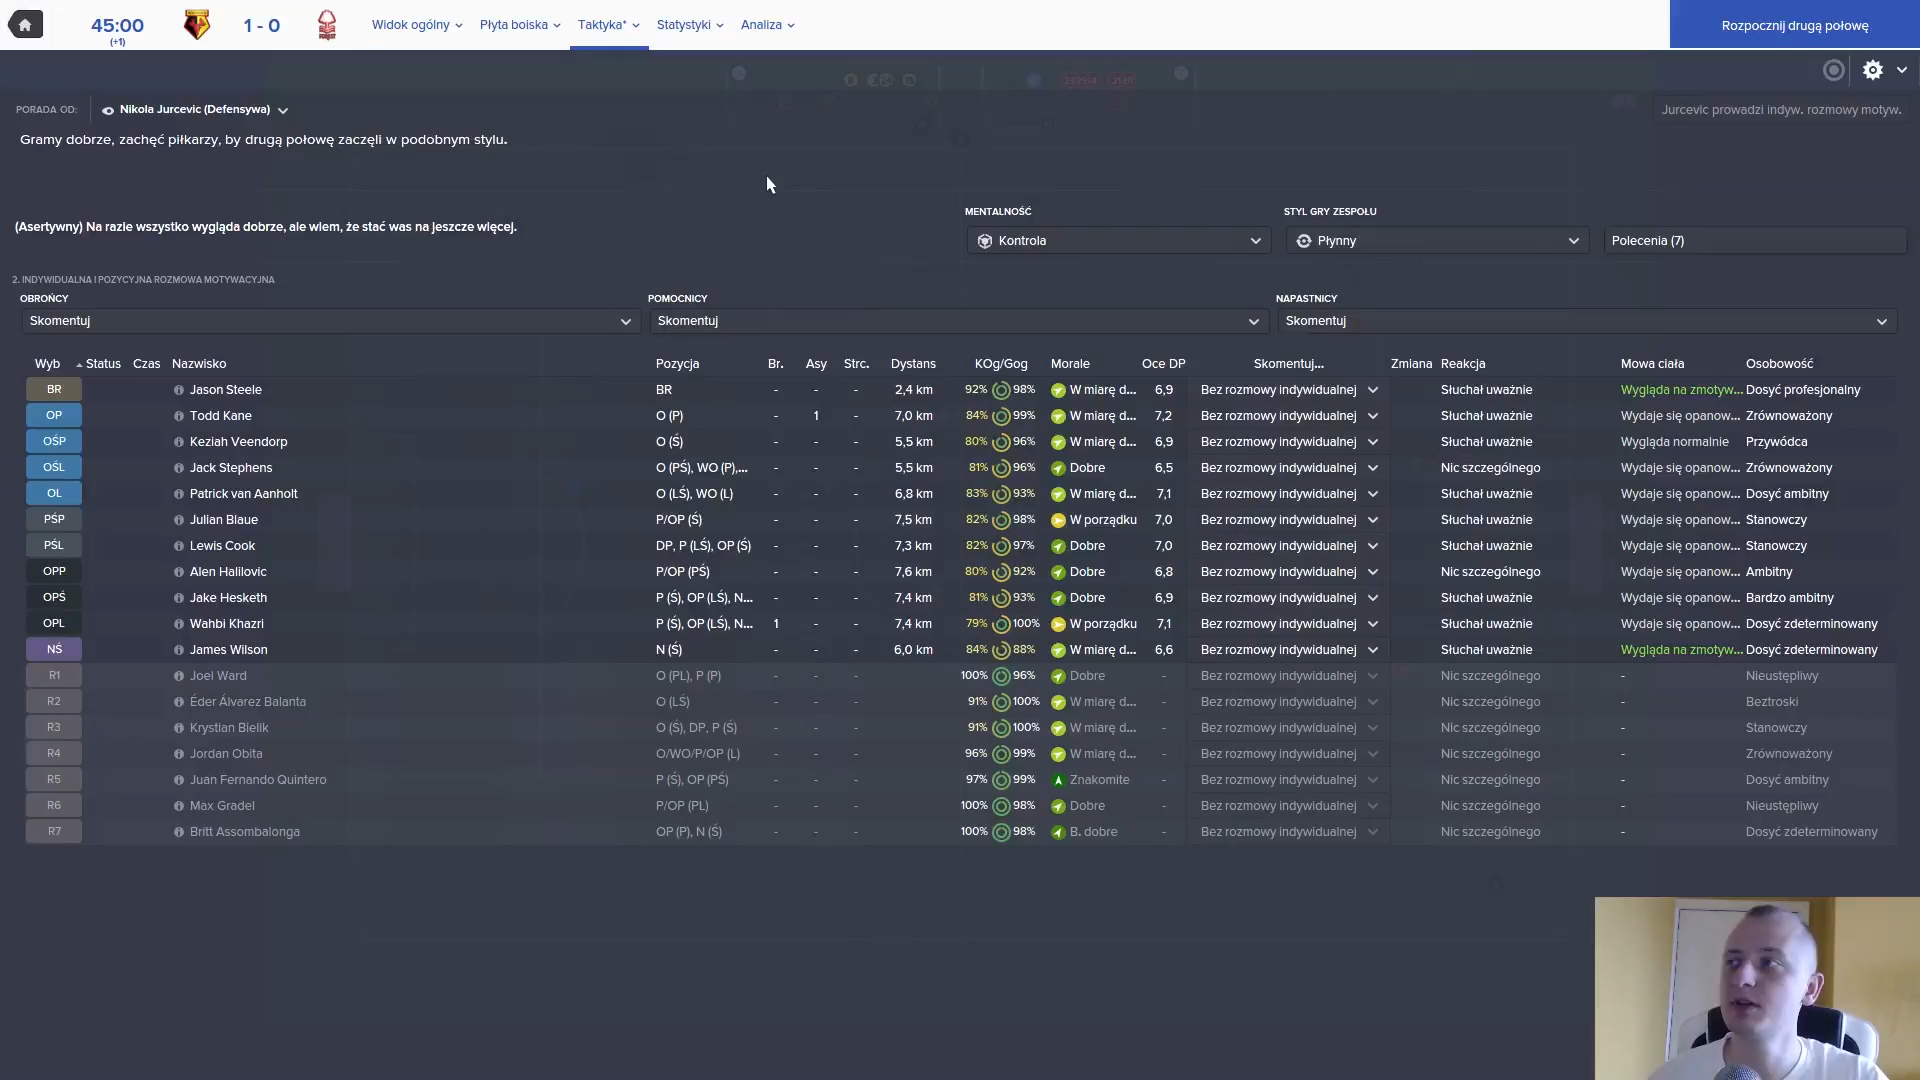 45:00
(+1)
1 - 0
FOREST
Widok ogólny
Płyta boiska
Taktyka*
Statystyki
Analiza
Rozpocznij drugą połowę
PORADA OD:
Nikola Jurcevic (Defensywa)
Jurcevic prowadzi indyw. rozmowy motyw.
Gramy dobrze, zachęć piłkarzy, by drugą połowę zaczęli w podobnym stylu.
MENTALNOŚĆ
STYL GRY ZESPOŁU
(Asertywny) Na razie wszystko wygląda dobrze, ale wiem, że stać was na jeszcze więcej.
Kontrola
Płynny
Polecenia (7)
2. INDYWIDUALNA I POZYCYJNA ROZMOWA MOTYWACYJNA
OBROŃCY POMOCNICY NAPASTNICY
Skomentuj Skomentuj Skomentuj
Wyb Status Czas Nazwisko Pozycja Br. Asy Strc. Dystans KOg/Gog Morale Oce DP Skomentuj... Zmiana Reakcja Mowa ciała Osobowość
BR Jason Steele BR - - - 2,4 km 92% 98% W miarę d... 6,9 Bez rozmowy indywidualnej Słuchał uważnie Wygląda na zmotyw... Dosyć profesjonalny
OP Todd Kane O (P) - 1 - 7,0 km 84% 99% W miarę d... 7,2 Bez rozmowy indywidualnej Słuchał uważnie Wydaje się opanow... Zrównoważony
OŚP Keziah Veendorp O (Ś) - - - 5,5 km 80% 96% W miarę d... 6,9 Bez rozmowy indywidualnej Słuchał uważnie Wygląda normalnie Przywódca
OŚL Jack Stephens O (PŚ), WO (P),... - - - 5,5 km 81% 96% Dobre 6,5 Bez rozmowy indywidualnej Nic szczególnego Wydaje się opanow... Zrównoważony
OL Patrick van Aanholt O (LŚ), WO (L) - - - 6,8 km 83% 93% W miarę d... 7,1 Bez rozmowy indywidualnej Słuchał uważnie Wydaje się opanow... Dosyć ambitny
PŚP Julian Blaue P/OP (Ś) - - - 7,5 km 82% 98% W porządku 7,0 Bez rozmowy indywidualnej Słuchał uważnie Wydaje się opanow... Stanowczy
PŚL Lewis Cook DP, P (LŚ), OP (Ś) - - - 7,3 km 82% 97% Dobre 7,0 Bez rozmowy indywidualnej Słuchał uważnie Wydaje się opanow... Stanowczy
OPP Alen Halilovic P/OP (PŚ) - - - 7,6 km 80% 92% Dobre 6,8 Bez rozmowy indywidualnej Nic szczególnego Wydaje się opanow... Ambitny
OPŚ Jake Hesketh P (Ś), OP (LŚ), N... - - - 7,4 km 81% 93% Dobre 6,9 Bez rozmowy indywidualnej Słuchał uważnie Wydaje się opanow... Bardzo ambitny
OPL Wahbi Khazri P (Ś), OP (LŚ), N... 1 - - 7,4 km 79% 100% W porządku 7,1 Bez rozmowy indywidualnej Słuchał uważnie Wydaje się opanow... Dosyć zdeterminowany
NŚ James Wilson N (Ś) - - - 6,0 km 84% 88% W miarę d... 6,6 Bez rozmowy indywidualnej Słuchał uważnie Wygląda na zmotyw... Dosyć zdeterminowany
R1 Joel Ward O (PL), P (P) - - - 100% 96% Dobre - Bez rozmowy indywidualnej Nic szczególnego - Nieustępliwy
R2 Éder Álvarez Balanta O (LŚ) - - - 91% 100% W miarę d... - Bez rozmowy indywidualnej Nic szczególnego - Beztroski
R3 Krystian Bielik O (Ś), DP, P (Ś) - - - 91% 100% W miarę d... - Bez rozmowy indywidualnej Nic szczególnego - Stanowczy
R4 Jordan Obita O/WO/P/OP (L) - - - 96% 99% W miarę d... - Bez rozmowy indywidualnej Nic szczególnego - Zrównoważony
R5 Juan Fernando Quintero P (Ś), OP (PŚ) - - - 97% 99% Znakomite - Bez rozmowy indywidualnej Nic szczególnego - Dosyć ambitny
R6 Max Gradel P/OP (PL) - - - 100% 98% Dobre - Bez rozmowy indywidualnej Nic szczególnego - Nieustępliwy
R7 Britt Assombalonga OP (P), N (Ś) - - - 100% 98% B. dobre - Bez rozmowy indywidualnej Nic szczególnego - Dosyć zdeterminowany